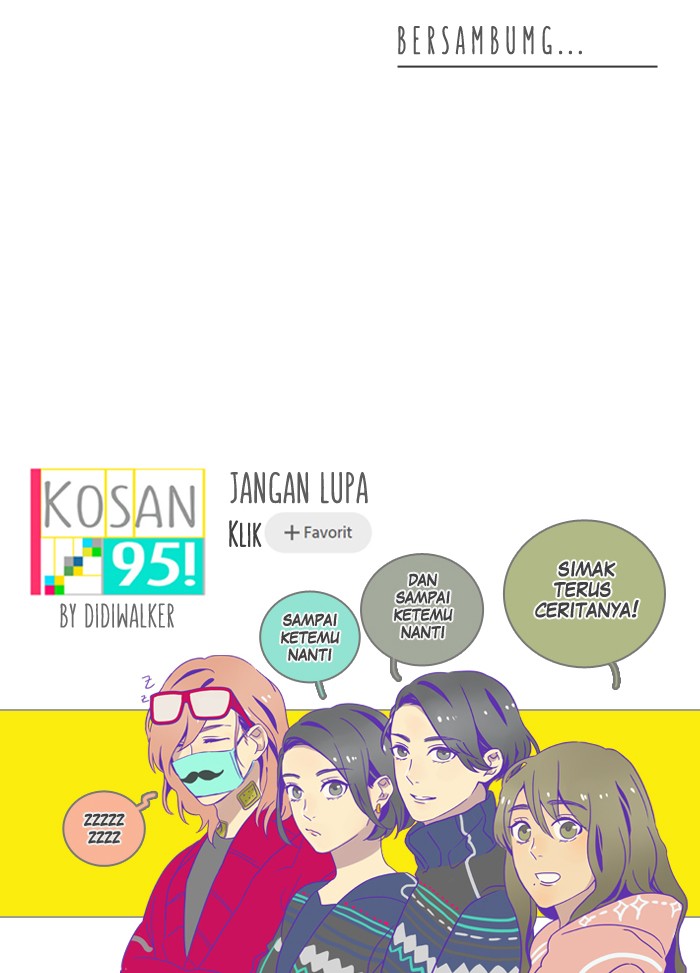 BERSAMBUMG...
KOSAN
95!
BY DIDIWALKER
JANGAN LUPA
KLIK + Favorit
SIMAK
TERUS
CERITANYA!
DAN
SAMPAI
KETEMU
NANTI
SAMPAI
KETEMU
NANTI
Z
z
ZZZZZ
ZZZZ